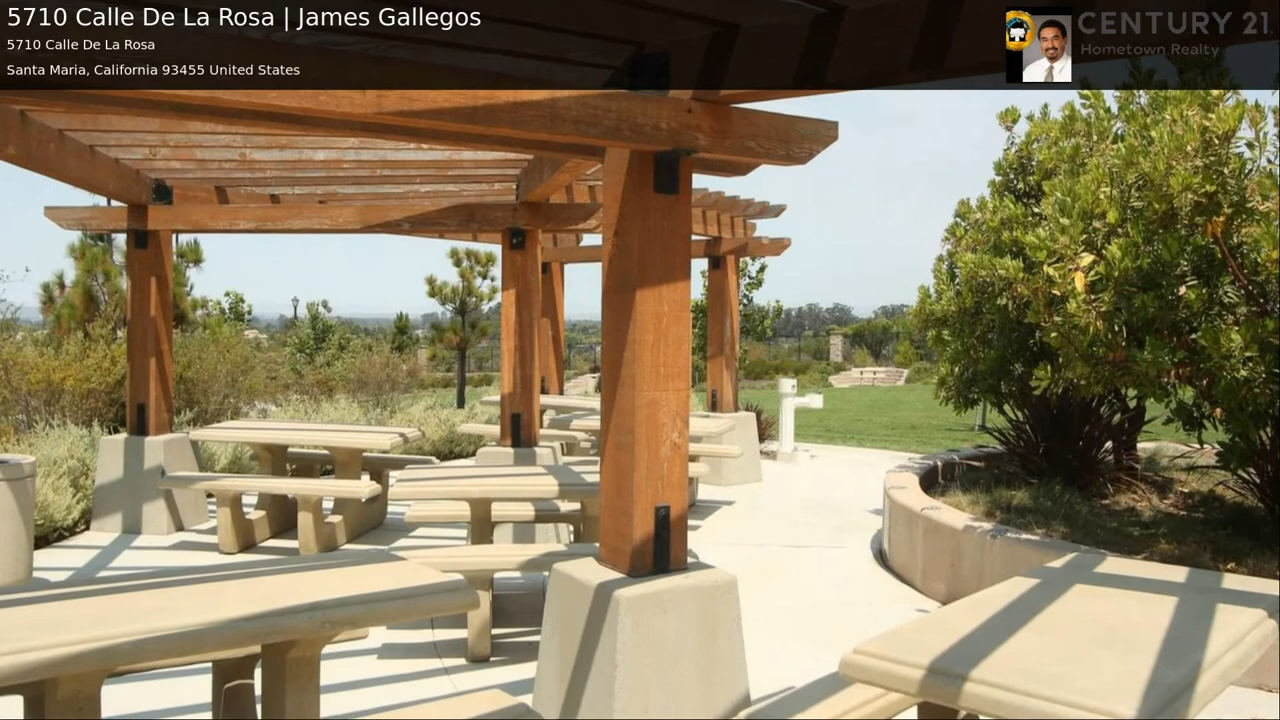 5710 Calle De La Rosa | James Gallegos
5710 Calle De La Rosa
Santa Maria, California 93455 United States
CENTURY 21
Hometown Realty